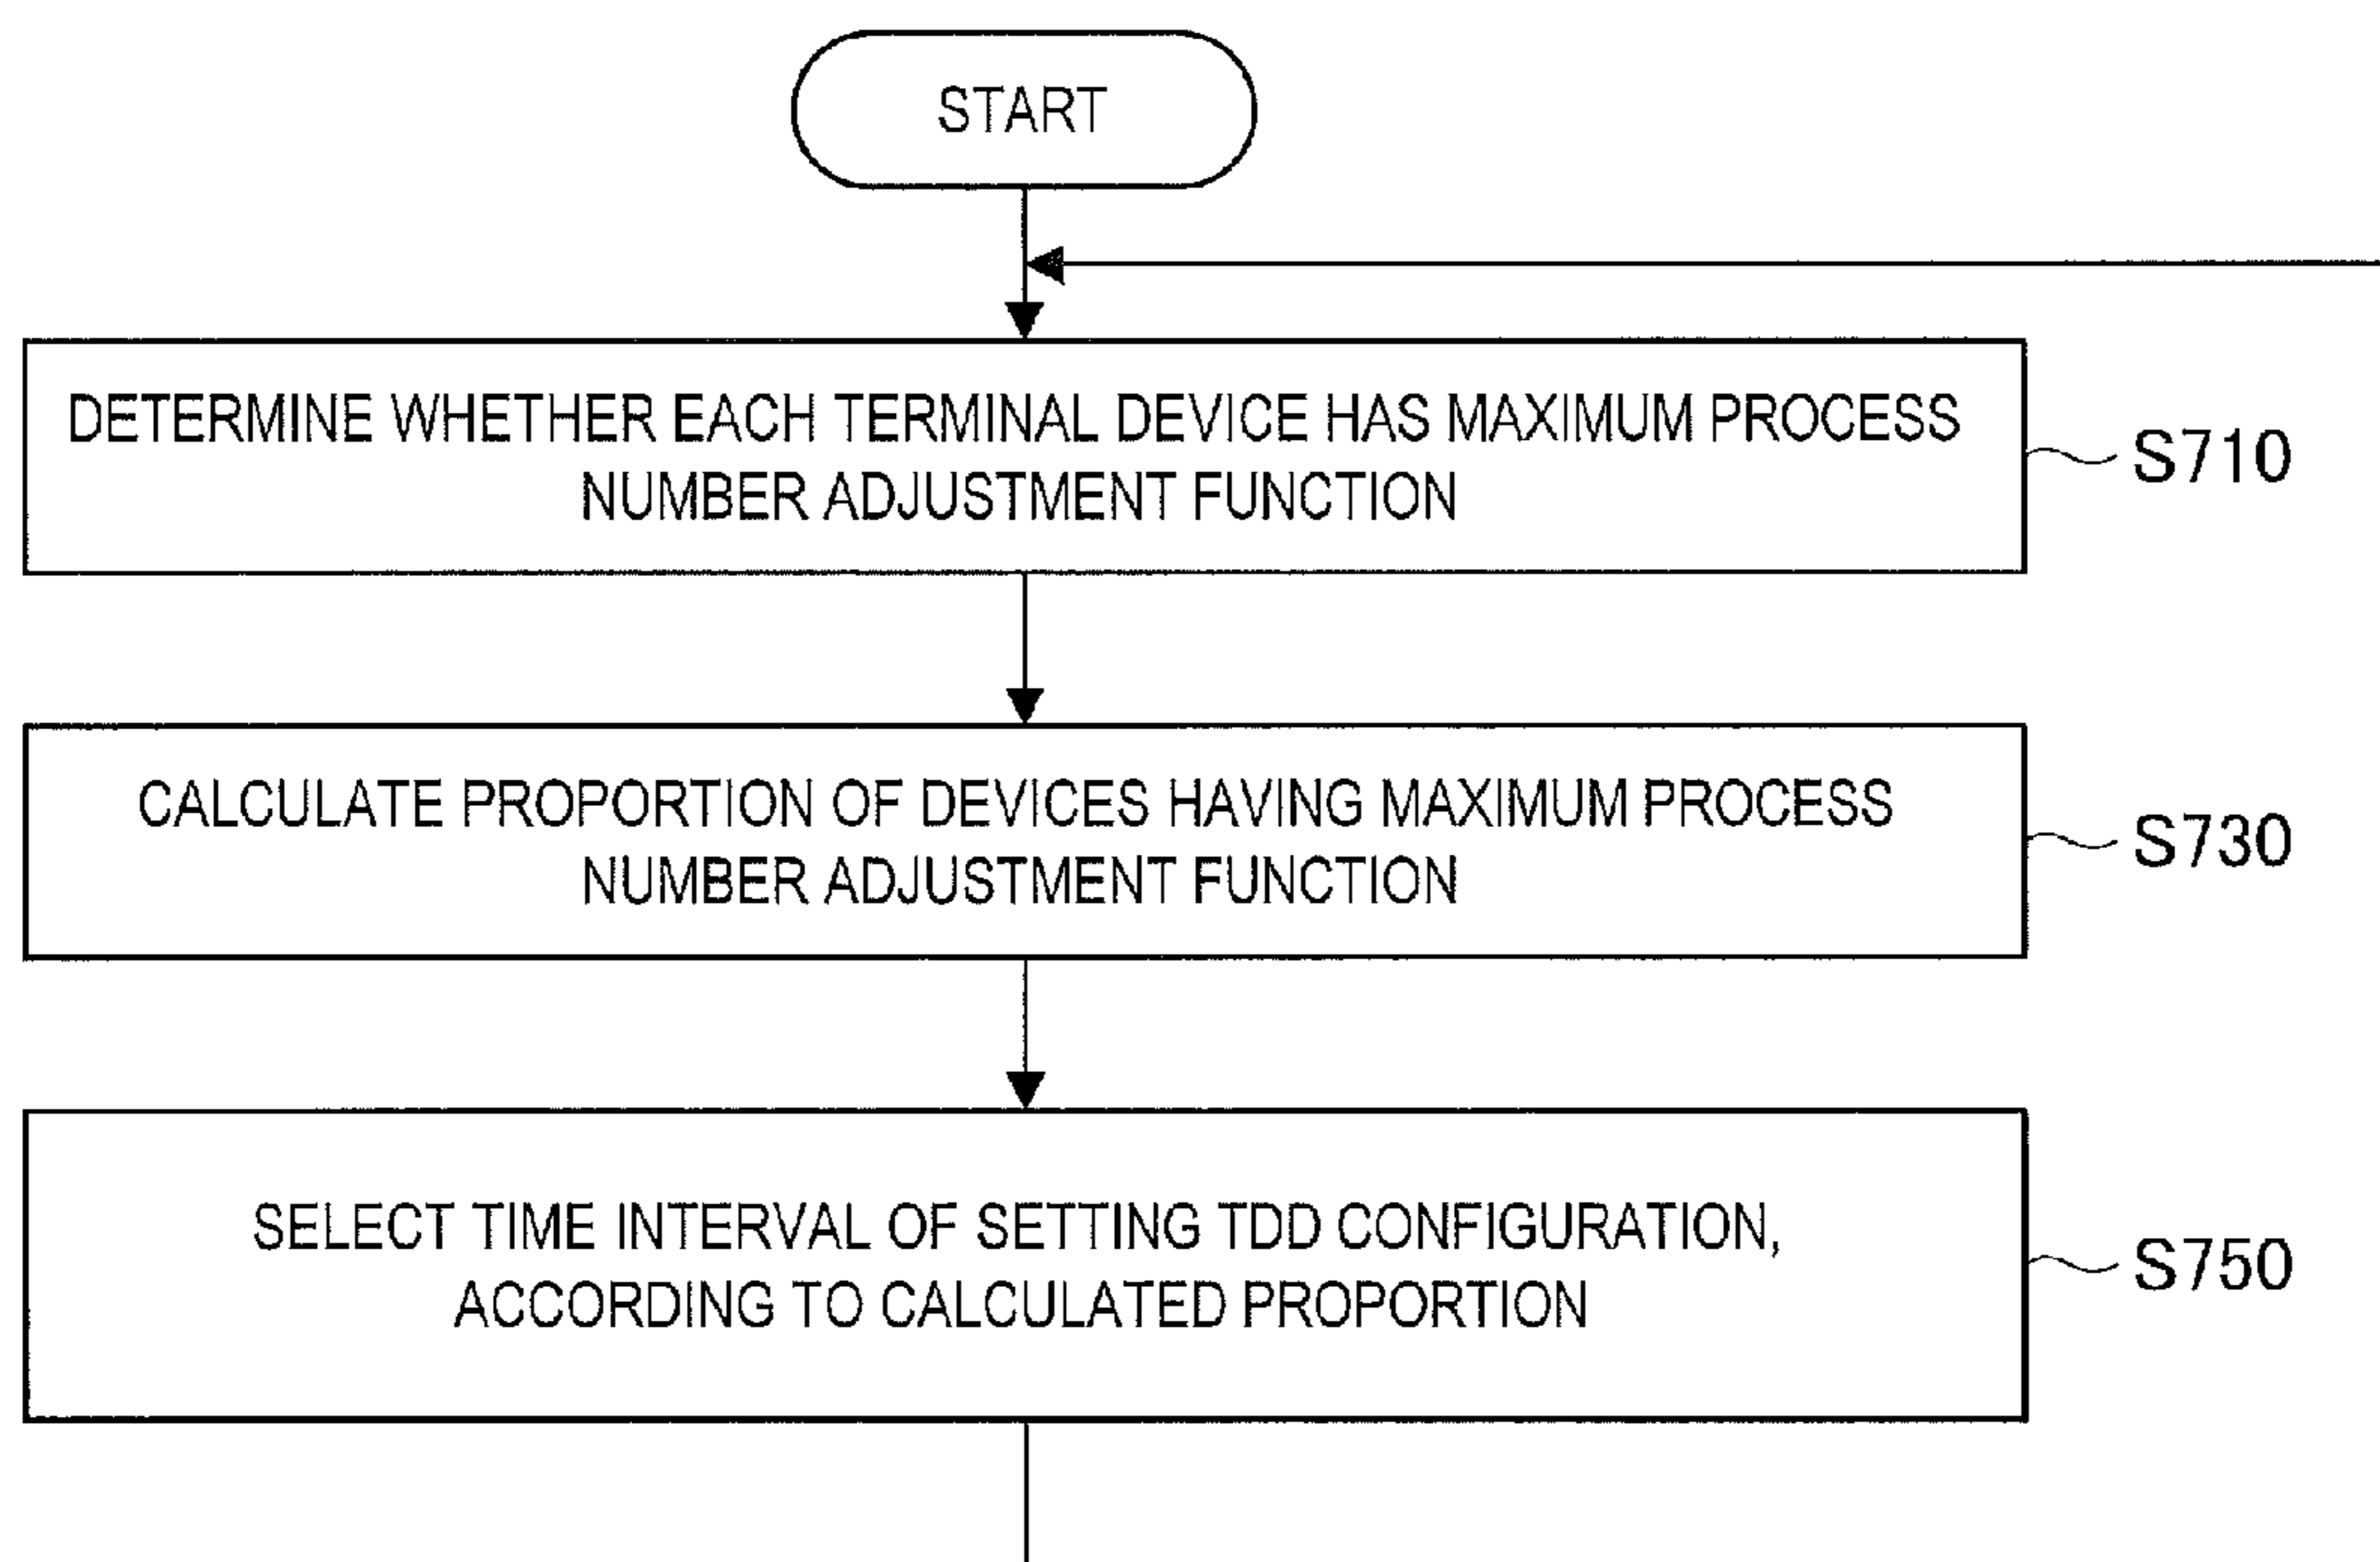 START
DETERMINE WHETHER EACH TERMINAL DEVICE HAS MAXIMUM PROCESS
NUMBER ADJUSTMENT FUNCTION
S710
CALCULATE PROPORTION OF DEVICES HAVING MAXIMUM PROCESS
NUMBER ADJUSTMENT FUNCTION
S730
SELECT TIME INTERVAL OF SETTING TDD CONFIGURATION,
ACCORDING TO CALCULATED PROPORTION
S750